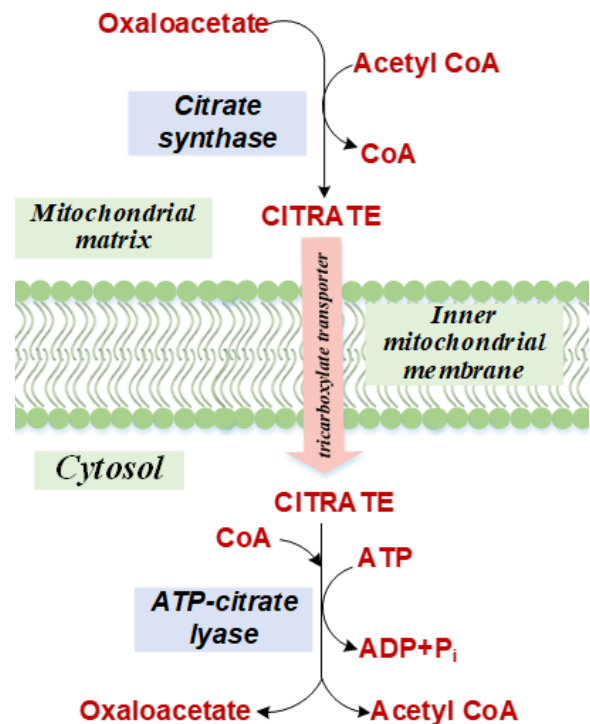 Oxaloacetate
Acetyl CoA
Citrate
synthase
CoA
CITRATE
Mitochondrial
matrix
tricarboxylate transporter
Inner
mitochondrial
membrane
Cytosol
CITRATE
CoA
ATP
ATP-citrate
lyase
ADP+Pi
Oxaloacetate
Acetyl CoA